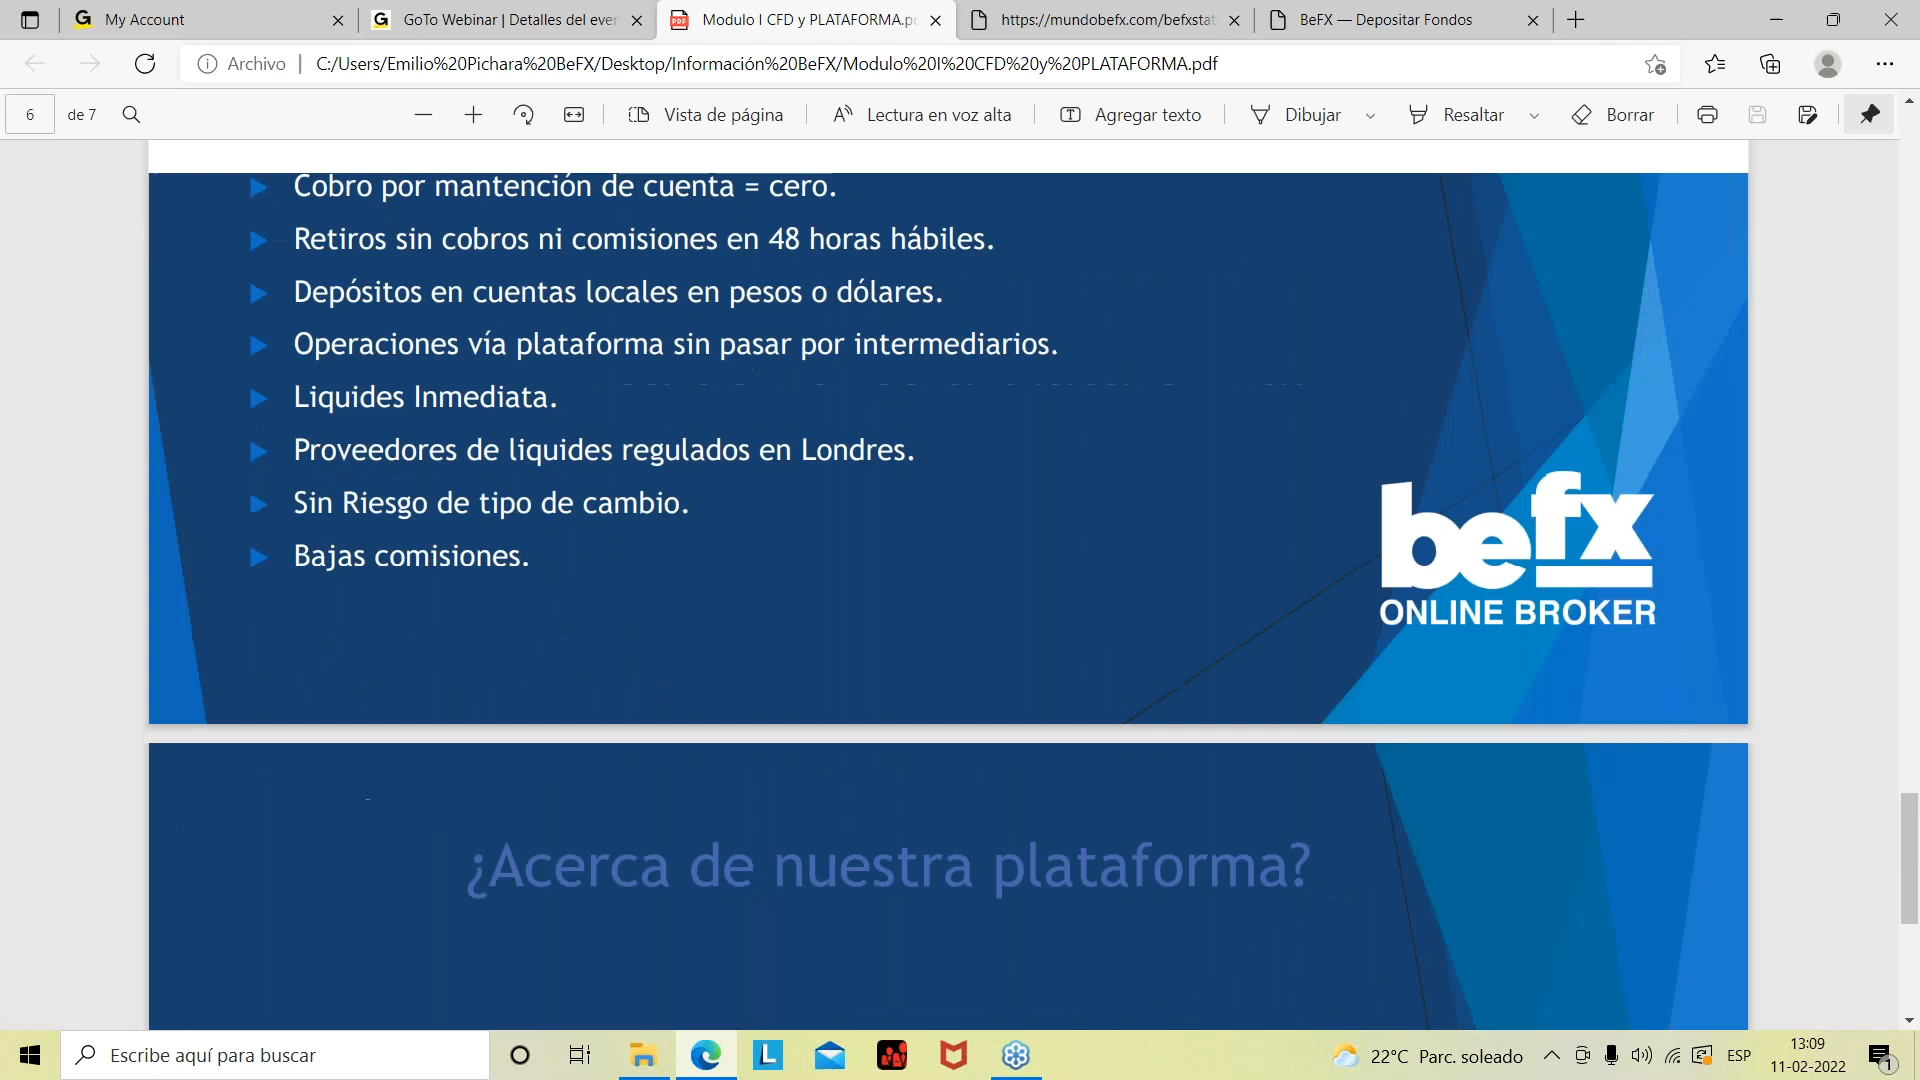 My Account
GoTo Webinar | Detalles del eve
Modulo I CFD y PLATAFORMA.p
https://mundobefx.com/befxstat
BeFX — Depositar Fondos
Archivo
C:/Users/Emilio%20Pichara%20BeFX/Desktop/Información%20BeFX/Modulo%20I%20CFD%20y%20PLATAFORMA.pdf
6 de 7
Vista de página
Lectura en voz alta
Agregar texto
Dibujar
Resaltar
Borrar
Cobro por mantención de cuenta = cero.
Retiros sin cobros ni comisiones en 48 horas hábiles.
Depósitos en cuentas locales en pesos o dólares.
Operaciones vía plataforma sin pasar por intermediarios.
Liquides Inmediata.
Proveedores de liquides regulados en Londres.
Sin Riesgo de tipo de cambio.
Bajas comisiones.
befx
ONLINE BROKER
¿Acerca de nuestra plataforma?
Escribe aquí para buscar
22°C Parc. soleado
ESP
13:09
11-02-2022
1